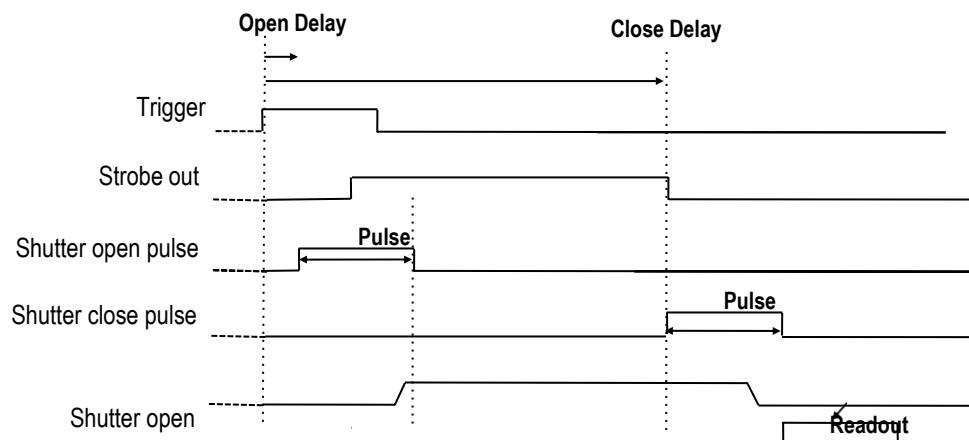 Open Delay
Close Delay
Trigger
Strobe out
Shutter open pulse
Pulse
Shutter close pulse
Pulse
Shutter open
Readout